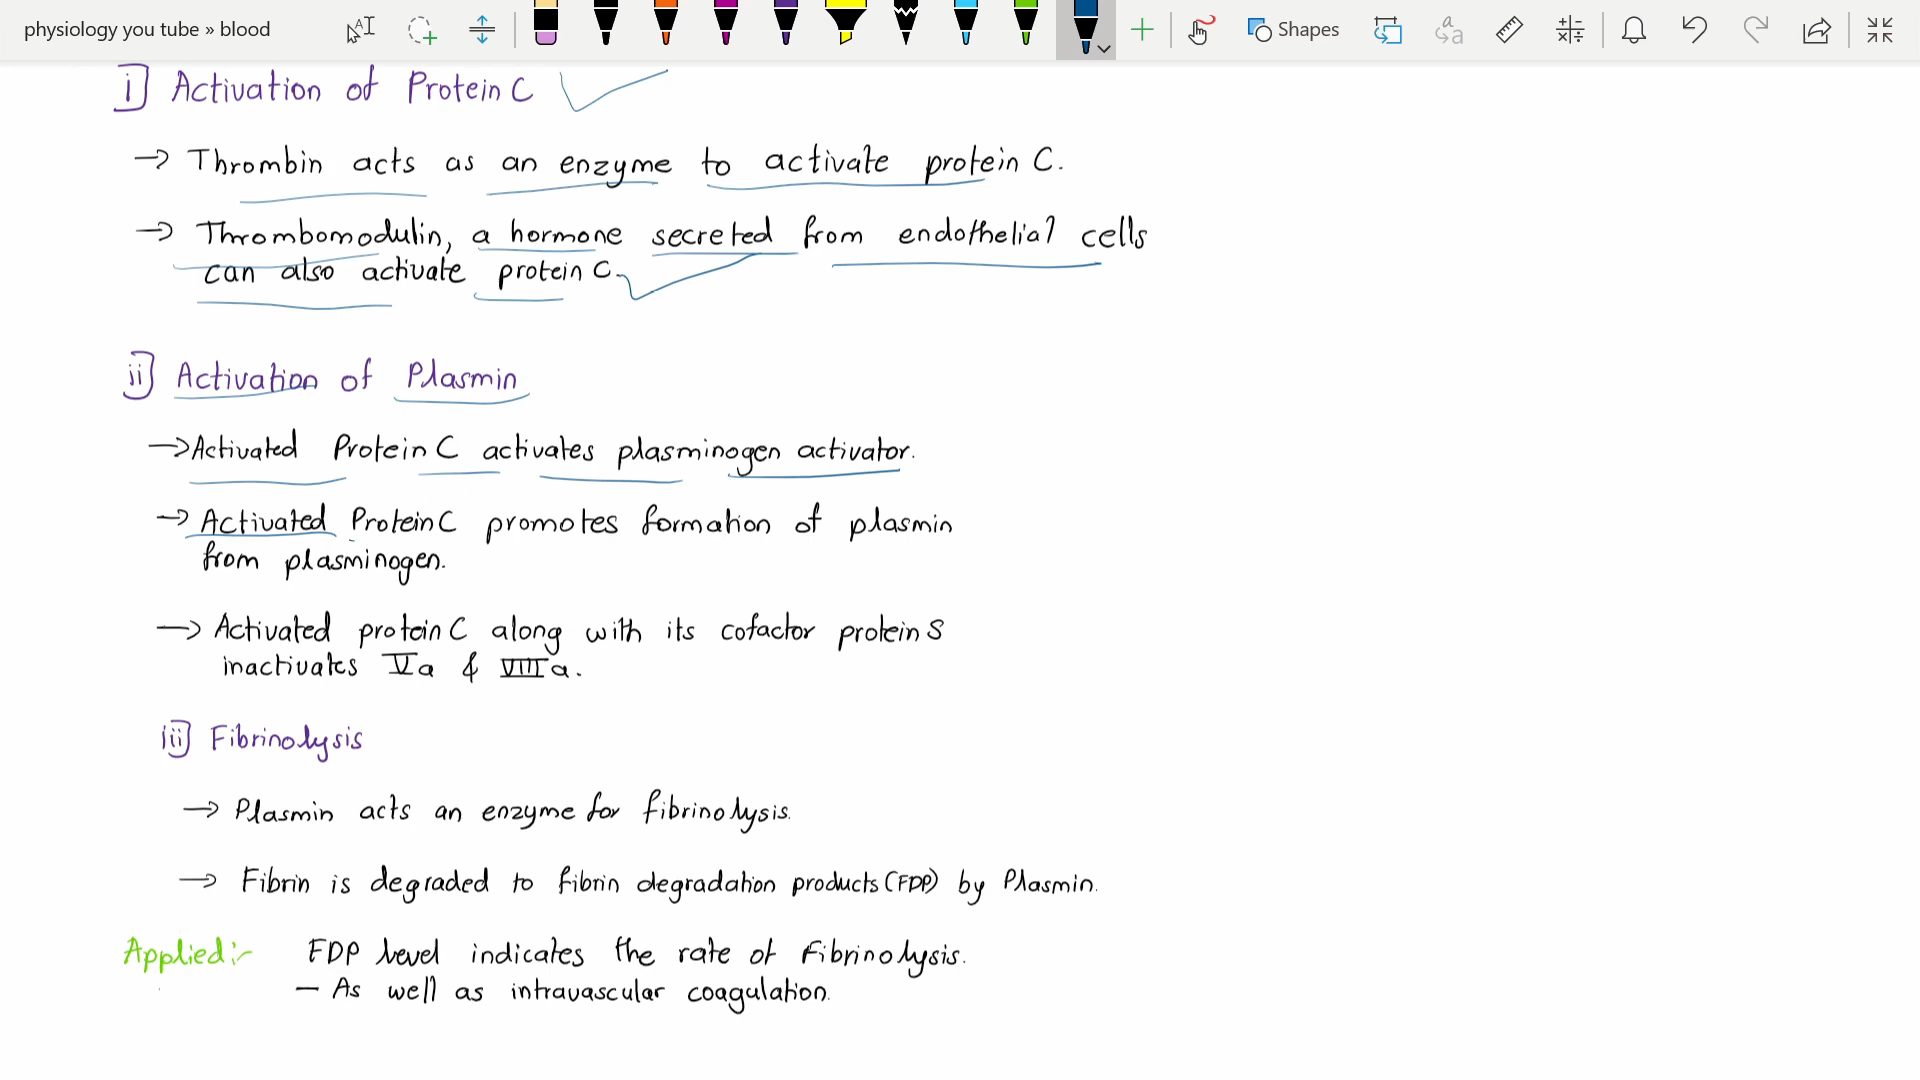 physiology you tube » blood
Shapes
i] Activation of Protein C
→ Thrombin acts as an enzyme to activate protein C.
→ Thrombomodulin, a hormone secreted from endothelial cells
can also activate protein C.
ii] Activation of Plasmin
→ Activated Protein C activates plasminogen activator.
→ Activated Protein C promotes formation of plasmin
from plasminogen.
→ Activated protein C along with its cofactor protein S
inactivates Va & VIIIa.
iii] Fibrinolysis
→ Plasmin acts an enzyme for fibrinolysis.
→ Fibrin is degraded to fibrin degradation products (FDP) by Plasmin.
Applied:- FDP level indicates the rate of Fibrinolysis.
- As well as intravascular coagulation.